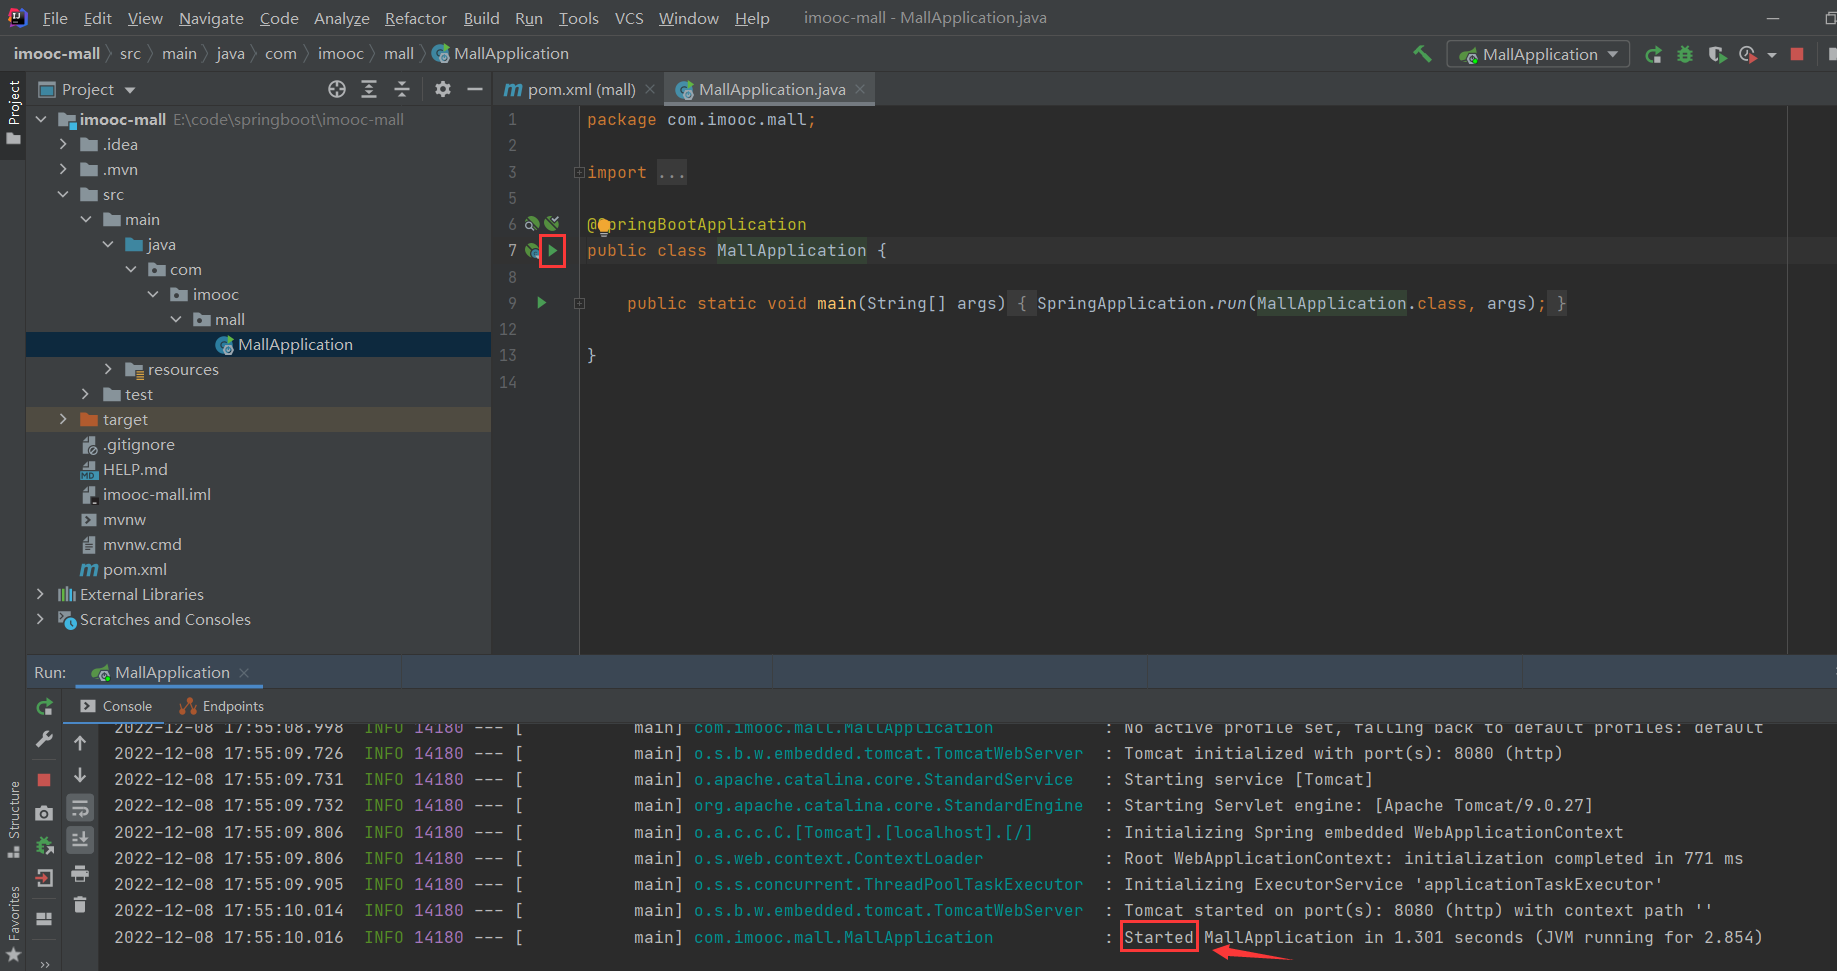 File Edit View Navigate Code Analyze Refactor Build Run Tools VCS Window Help imooc-mall - MallApplication.java
imooc-mall src main java com imooc mall MallApplication MallApplication
Project
Project
pom.xml (mall) MallApplication.java
imooc-mall E:\code\springboot\imooc-mall
.idea
.mvn
src
main
java
com
imooc
mall
MallApplication
resources
test
target
.gitignore
HELP.md
imooc-mall.iml
mvnw
mvnw.cmd
pom.xml
External Libraries
Scratches and Consoles
1 package com.imooc.mall;
2
3 import ...
5
6 @SpringBootApplication
7 public class MallApplication {
8
9 public static void main(String[] args) { SpringApplication.run(MallApplication.class, args); }
12
13 }
14
Run: MallApplication
Console Endpoints
2022-12-08 17:55:08.998 INFO 14180 --- [ main] com.imooc.mall.MallApplication : No active profile set, falling back to default profiles: default
2022-12-08 17:55:09.726 INFO 14180 --- [ main] o.s.b.w.embedded.tomcat.TomcatWebServer : Tomcat initialized with port(s): 8080 (http)
2022-12-08 17:55:09.731 INFO 14180 --- [ main] o.apache.catalina.core.StandardService : Starting service [Tomcat]
2022-12-08 17:55:09.732 INFO 14180 --- [ main] org.apache.catalina.core.StandardEngine : Starting Servlet engine: [Apache Tomcat/9.0.27]
2022-12-08 17:55:09.806 INFO 14180 --- [ main] o.a.c.c.C.[Tomcat].[localhost].[/] : Initializing Spring embedded WebApplicationContext
2022-12-08 17:55:09.806 INFO 14180 --- [ main] o.s.web.context.ContextLoader : Root WebApplicationContext: initialization completed in 771 ms
2022-12-08 17:55:09.905 INFO 14180 --- [ main] o.s.s.concurrent.ThreadPoolTaskExecutor : Initializing ExecutorService 'applicationTaskExecutor'
2022-12-08 17:55:10.014 INFO 14180 --- [ main] o.s.b.w.embedded.tomcat.TomcatWebServer : Tomcat started on port(s): 8080 (http) with context path ''
2022-12-08 17:55:10.016 INFO 14180 --- [ main] com.imooc.mall.MallApplication : Started MallApplication in 1.301 seconds (JVM running for 2.854)
Structure
Favorites